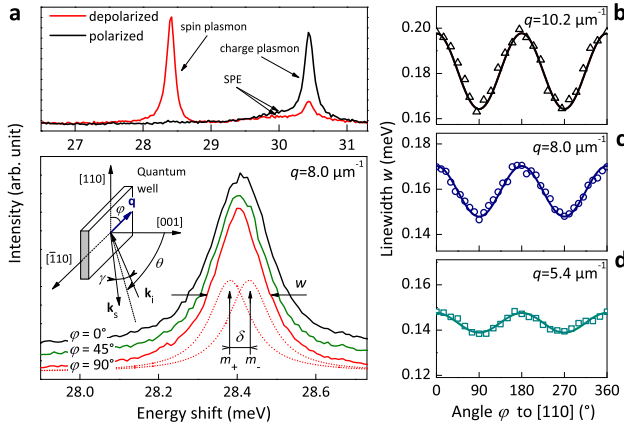 a
depolarized
polarized
spin plasmon
charge plasmon
SPE
27
28
29
30
31
Intensity (arb. unit)
q=8.0 µm⁻¹
[110]
Quantum
well
q
φ
[001]
[1̅10]
θ
γ
kᵢ
kₛ
w
φ = 0°
φ = 45°
φ = 90°
δ
m₊
m₋
28.0
28.2
28.4
28.6
Energy shift (meV)
b
q=10.2 µm⁻¹
0.20
0.18
0.16
c
q=8.0 µm⁻¹
0.18
0.16
0.14
d
q=5.4 µm⁻¹
0.16
0.14
0.12
Linewidth w (meV)
0
90
180
270
360
Angle φ to [110] (°)